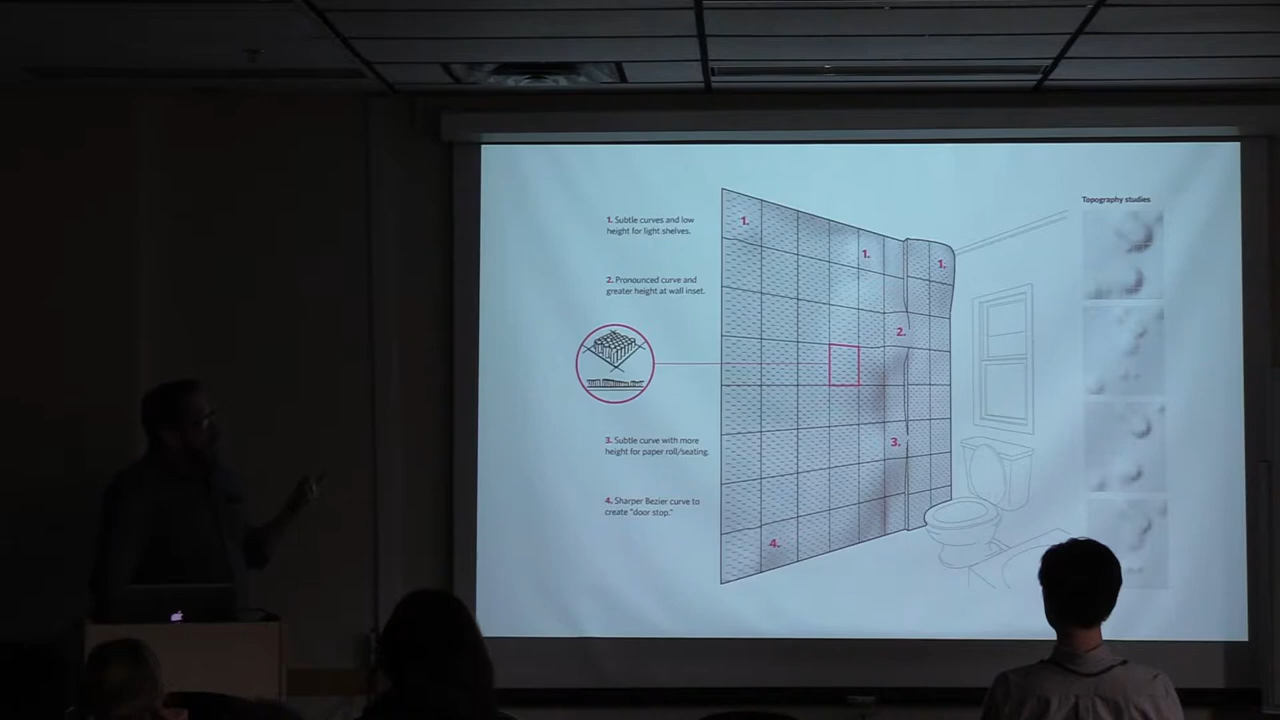 Topography studies
1. Subtle curves and low
height for light shelves.
1.
1.
1.
2. Pronounced curve and
greater height at wall inset.
2.
3. Subtle curve with more
height for paper roll/seating.
3.
4. Sharper Bezier curve to
create "door stop."
4.